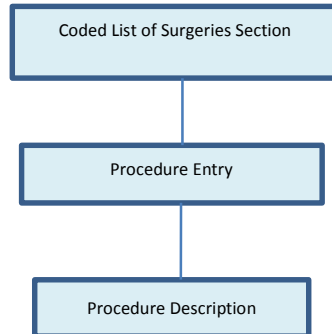 Coded List of Surgeries Section
Procedure Entry
Procedure Description